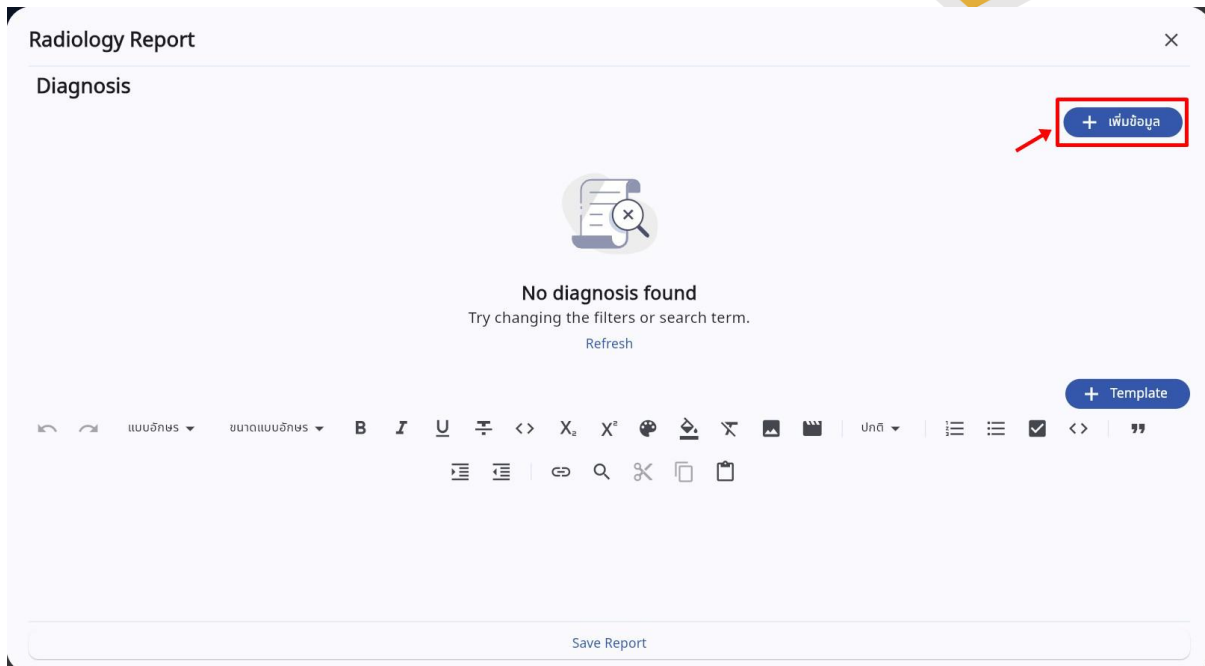 Radiology Report
Diagnosis
+ เพิ่มข้อมูล
No diagnosis found
Try changing the filters or search term.
Refresh
+ Template
แบบอักษร ขนาดแบบอักษร B I U T <> X₂ X² ปกติ <> "
Save Report